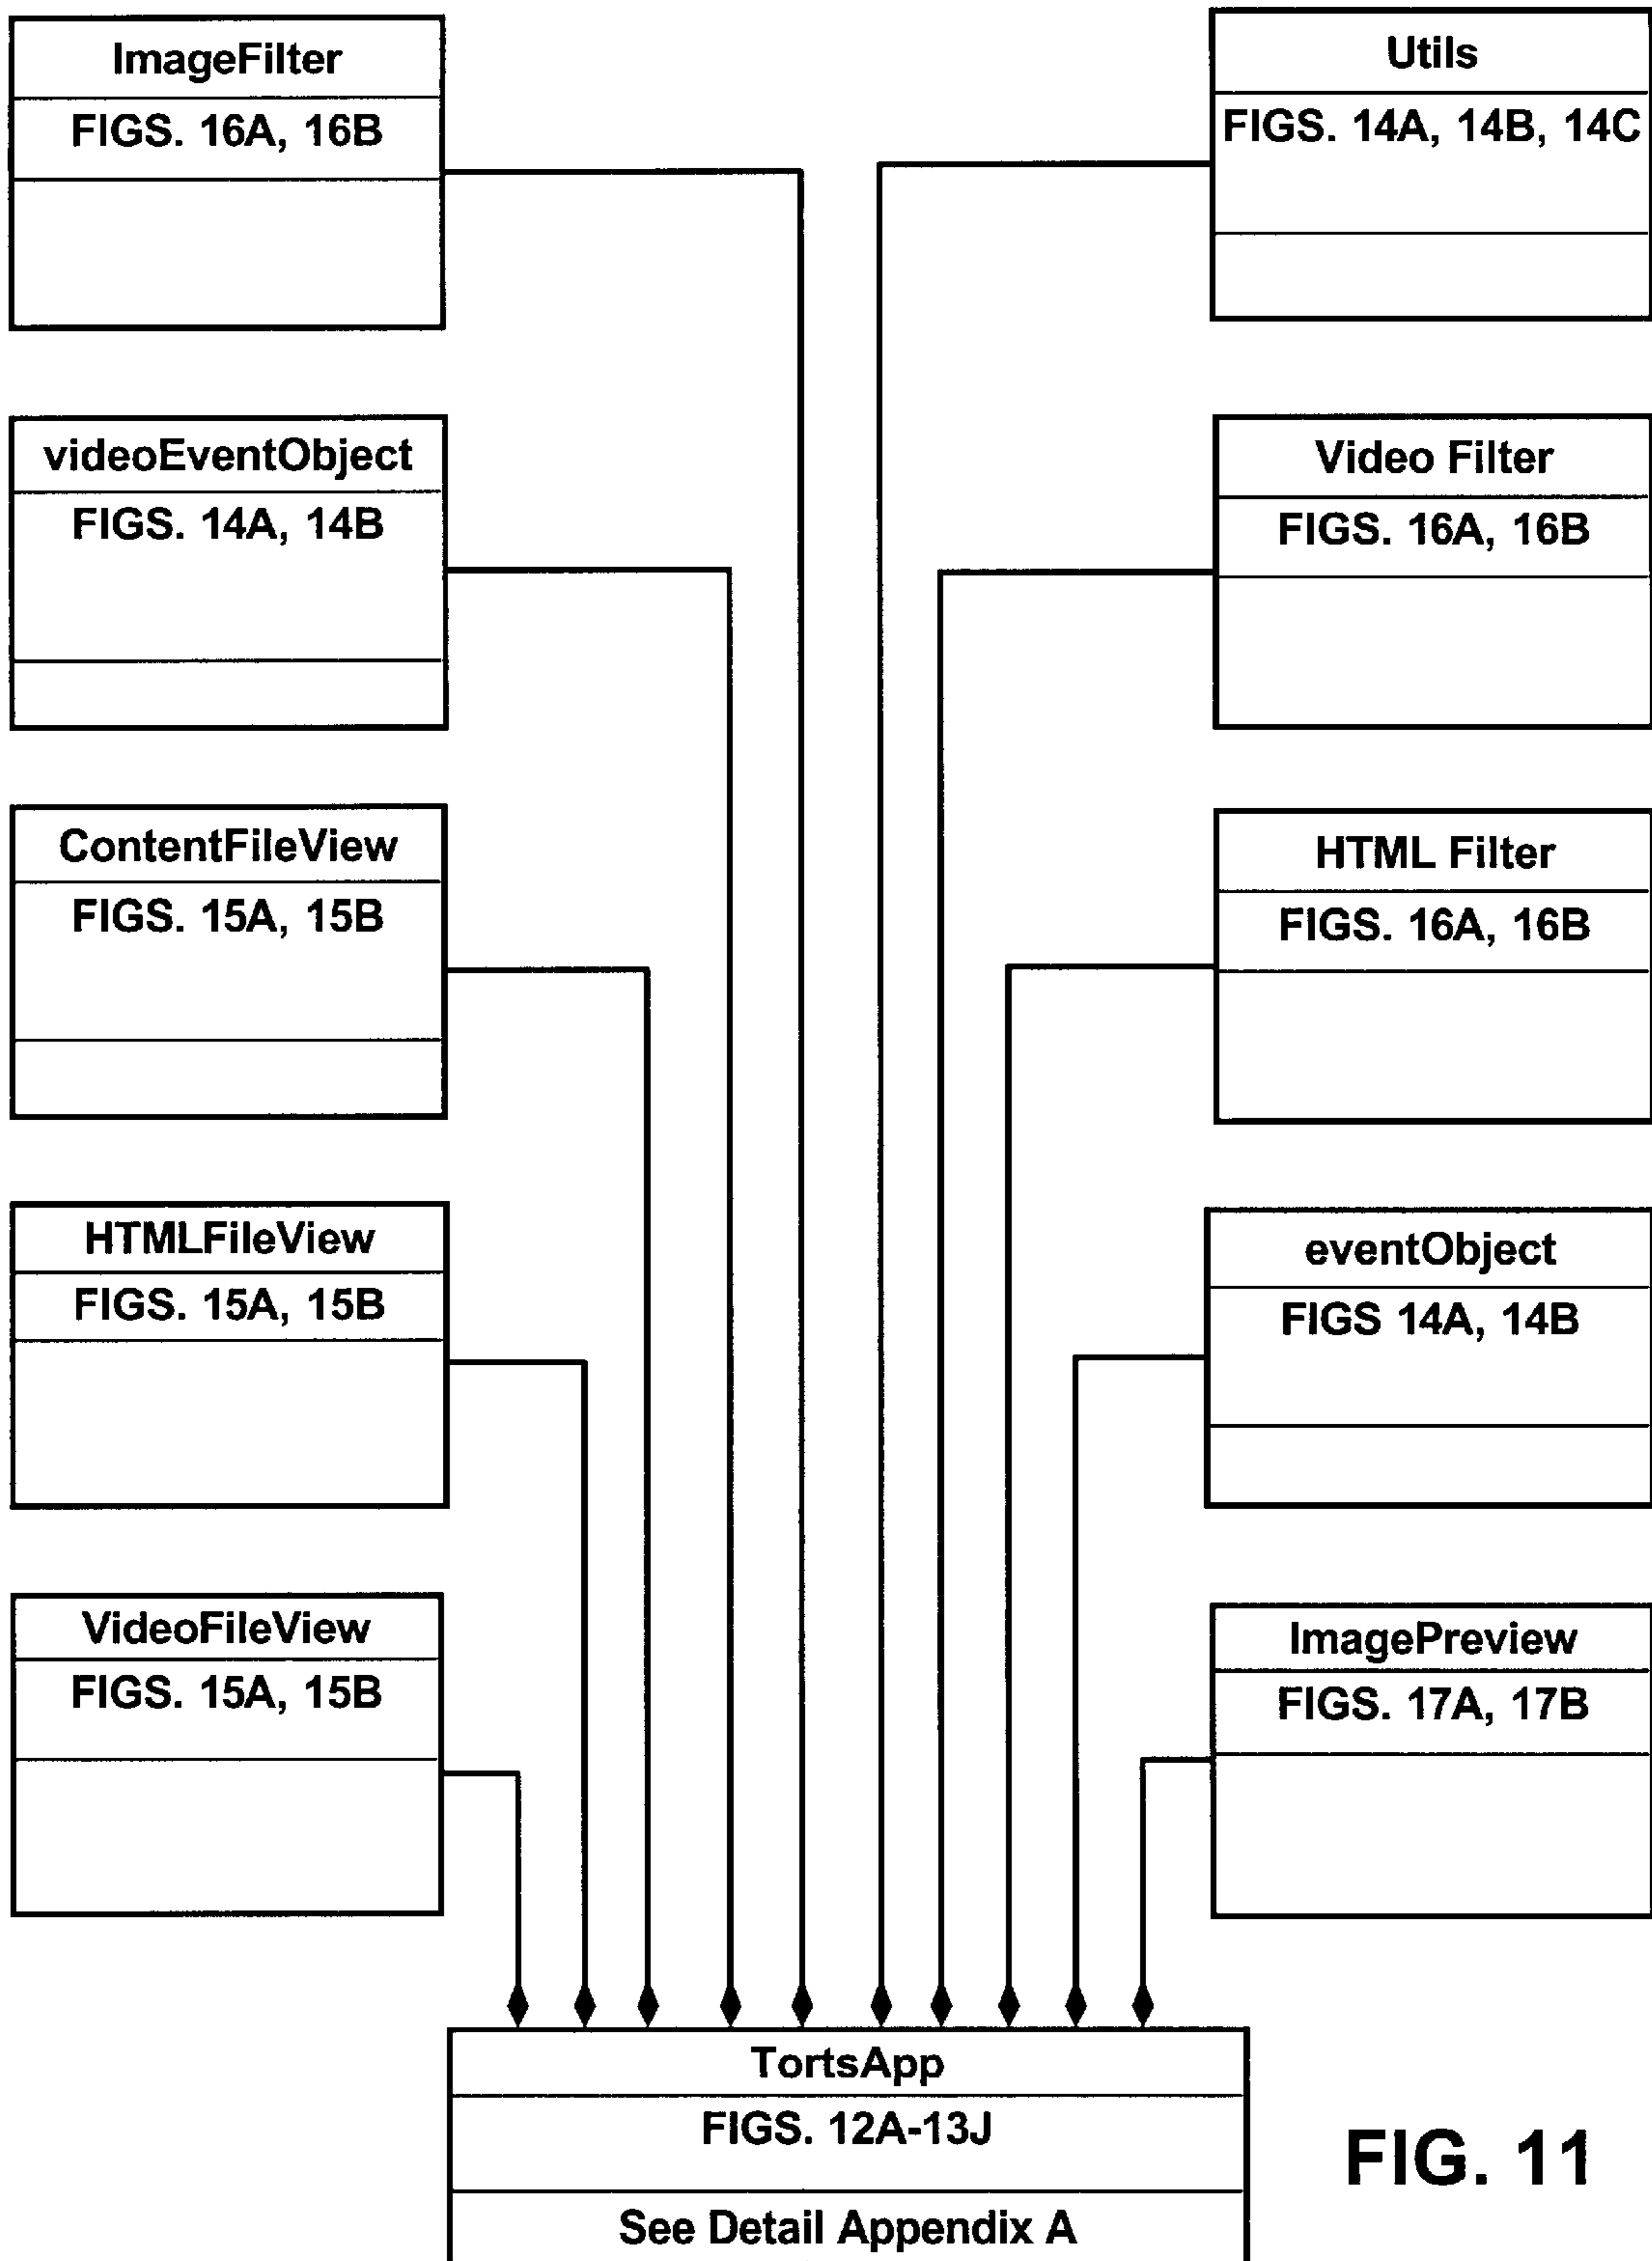 ImageFilter
FIGS. 16A, 16B
Utils
FIGS. 14A, 14B, 14C
videoEventObject
FIGS. 14A, 14B
Video Filter
FIGS. 16A, 16B
ContentFileView
FIGS. 15A, 15B
HTML Filter
FIGS. 16A, 16B
HTMLFileView
FIGS. 15A, 15B
eventObject
FIGS 14A, 14B
VideoFileView
FIGS. 15A, 15B
ImagePreview
FIGS. 17A, 17B
TortsApp
FIGS. 12A-13J
See Detail Appendix A
FIG. 11